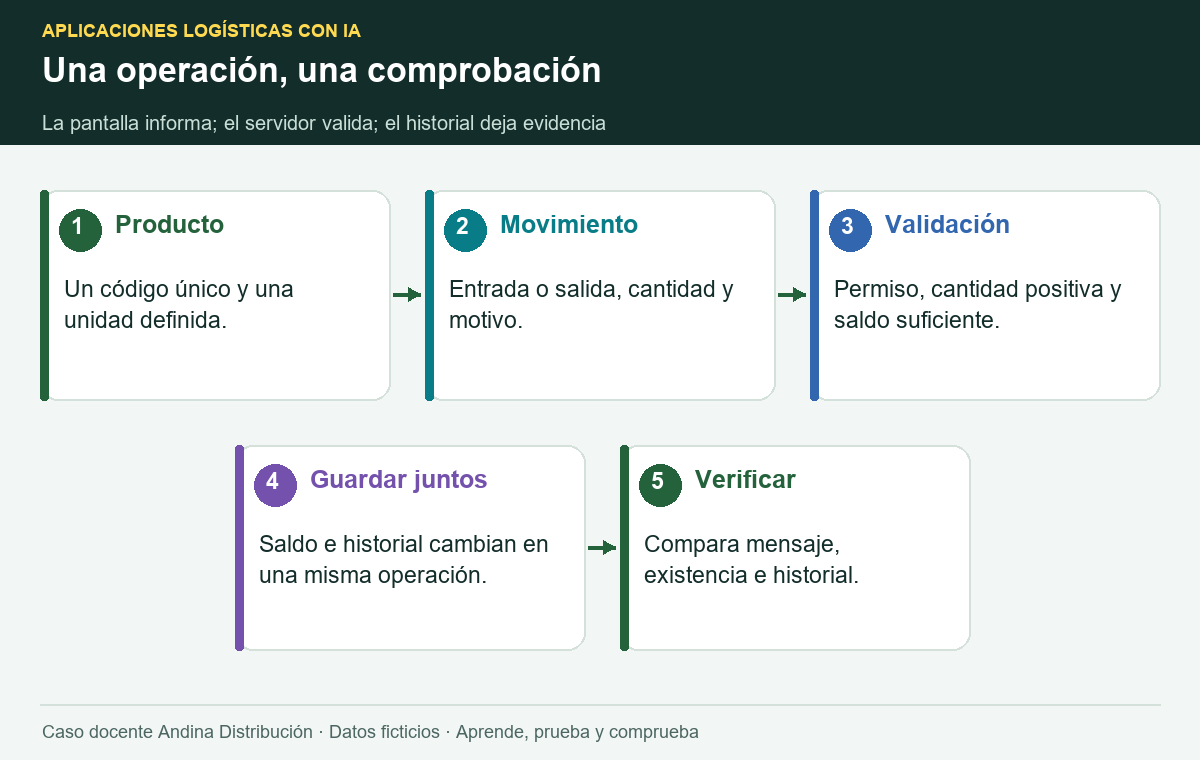 APLICACIONES LOGÍSTICAS CON IA
Una operación, una comprobación
La pantalla informa; el servidor valida; el historial deja evidencia
1 Producto
Un código único y una
unidad definida.
2 Movimiento
Entrada o salida, cantidad y
motivo.
3 Validación
Permiso, cantidad positiva y
saldo suficiente.
4 Guardar juntos
Saldo e historial cambian en
una misma operación.
5 Verificar
Compara mensaje,
existencia e historial.
Caso docente Andina Distribución · Datos ficticios · Aprende, prueba y comprueba